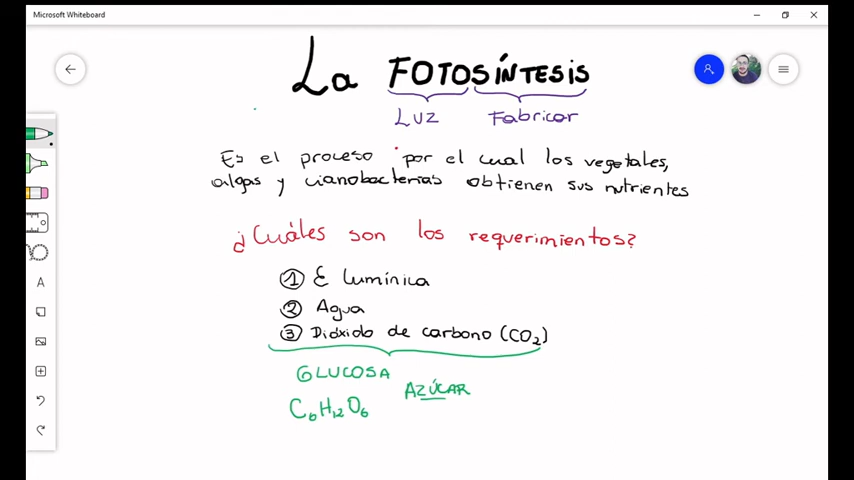 Microsoft Whiteboard
La FOTOSÍNTESIS
LUZ Fabricar
Es el proceso por el cual los vegetales,
algas y cianobacterias obtienen sus nutrientes
¿Cuáles son los requerimientos?
1 E lumínica
2 Agua
3 Dióxido de carbono (CO2)
GLUCOSA
AZÚCAR
C6H12O6
A